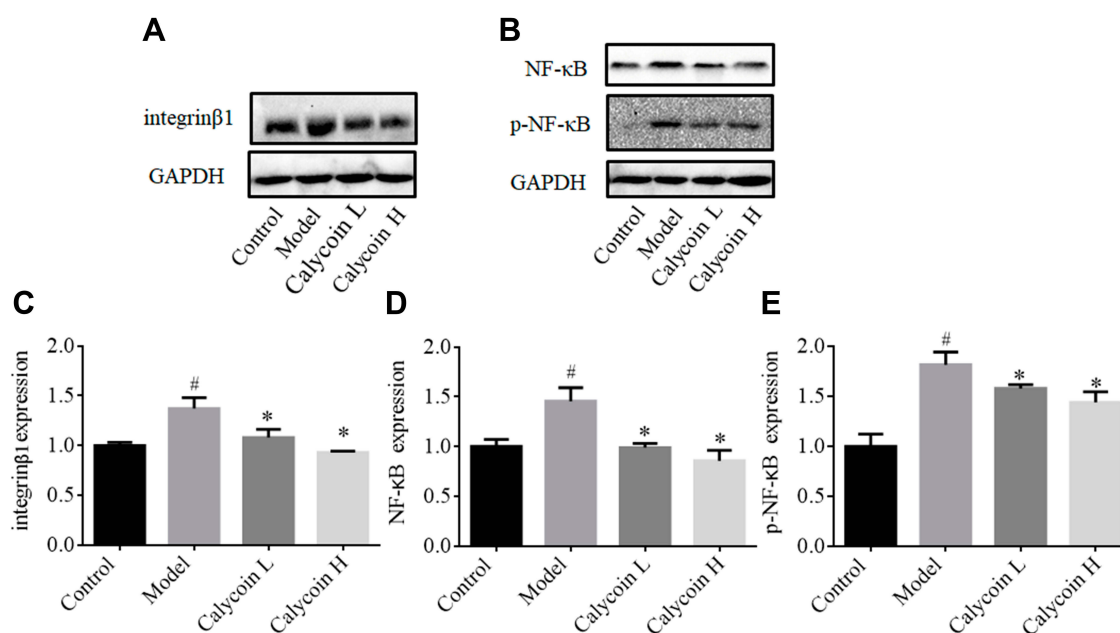 A
B
integrinβ1
GAPDH
Control
Model
Calycoin L
Calycoin H
NF-κB
p-NF-κB
GAPDH
Control
Model
Calycoin L
Calycoin H
C
integrinβ1 expression
2.0
1.5
1.0
0.5
0.0
#
*
*
Control
Model
Calycoin L
Calycoin H
D
NF-κB expression
2.0
1.5
1.0
0.5
0.0
#
*
*
Control
Model
Calycoin L
Calycoin H
E
p-NF-κB expression
2.0
1.5
1.0
0.5
0.0
#
*
*
Control
Model
Calycoin L
Calycoin H